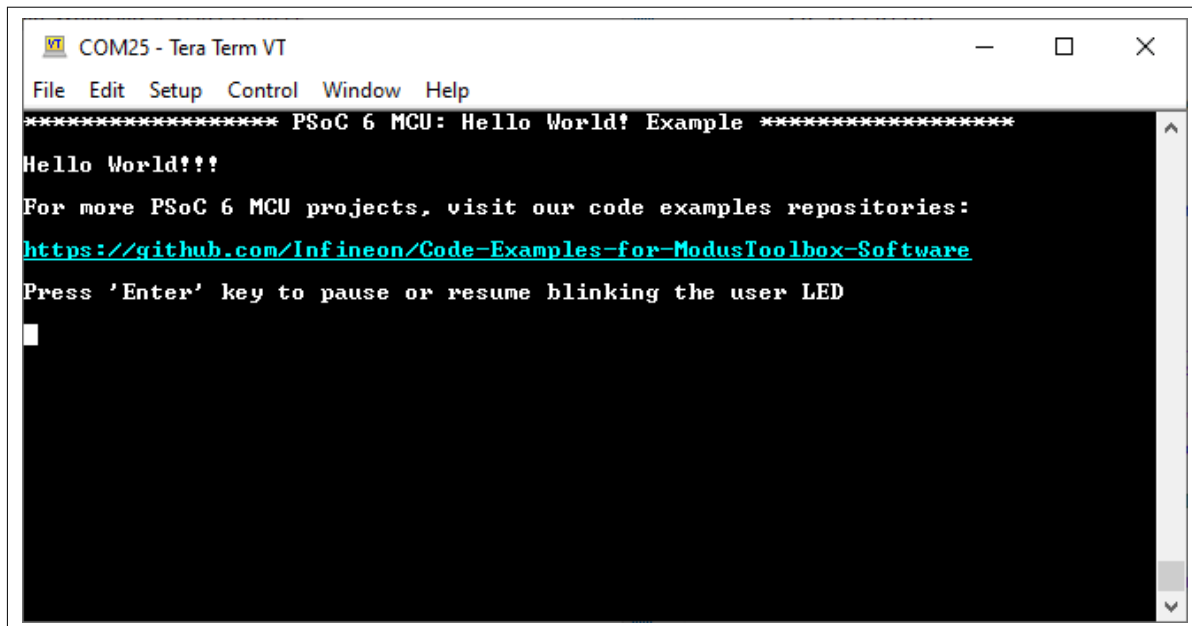 COM25 - Tera Term VT
File Edit Setup Control Window Help
****************** PSoC 6 MCU: Hello World! Example ******************
Hello World!!!
For more PSoC 6 MCU projects, visit our code examples repositories:
https://github.com/Infineon/Code-Examples-for-ModusToolbox-Software
Press 'Enter' key to pause or resume blinking the user LED